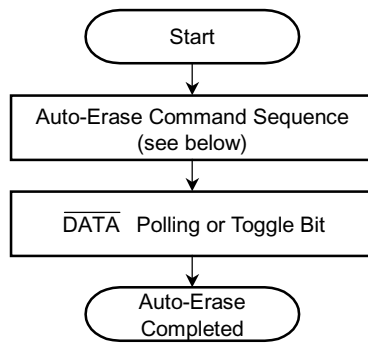 Start
Auto-Erase Command Sequence
(see below)
DATA Polling or Toggle Bit
Auto-Erase
Completed